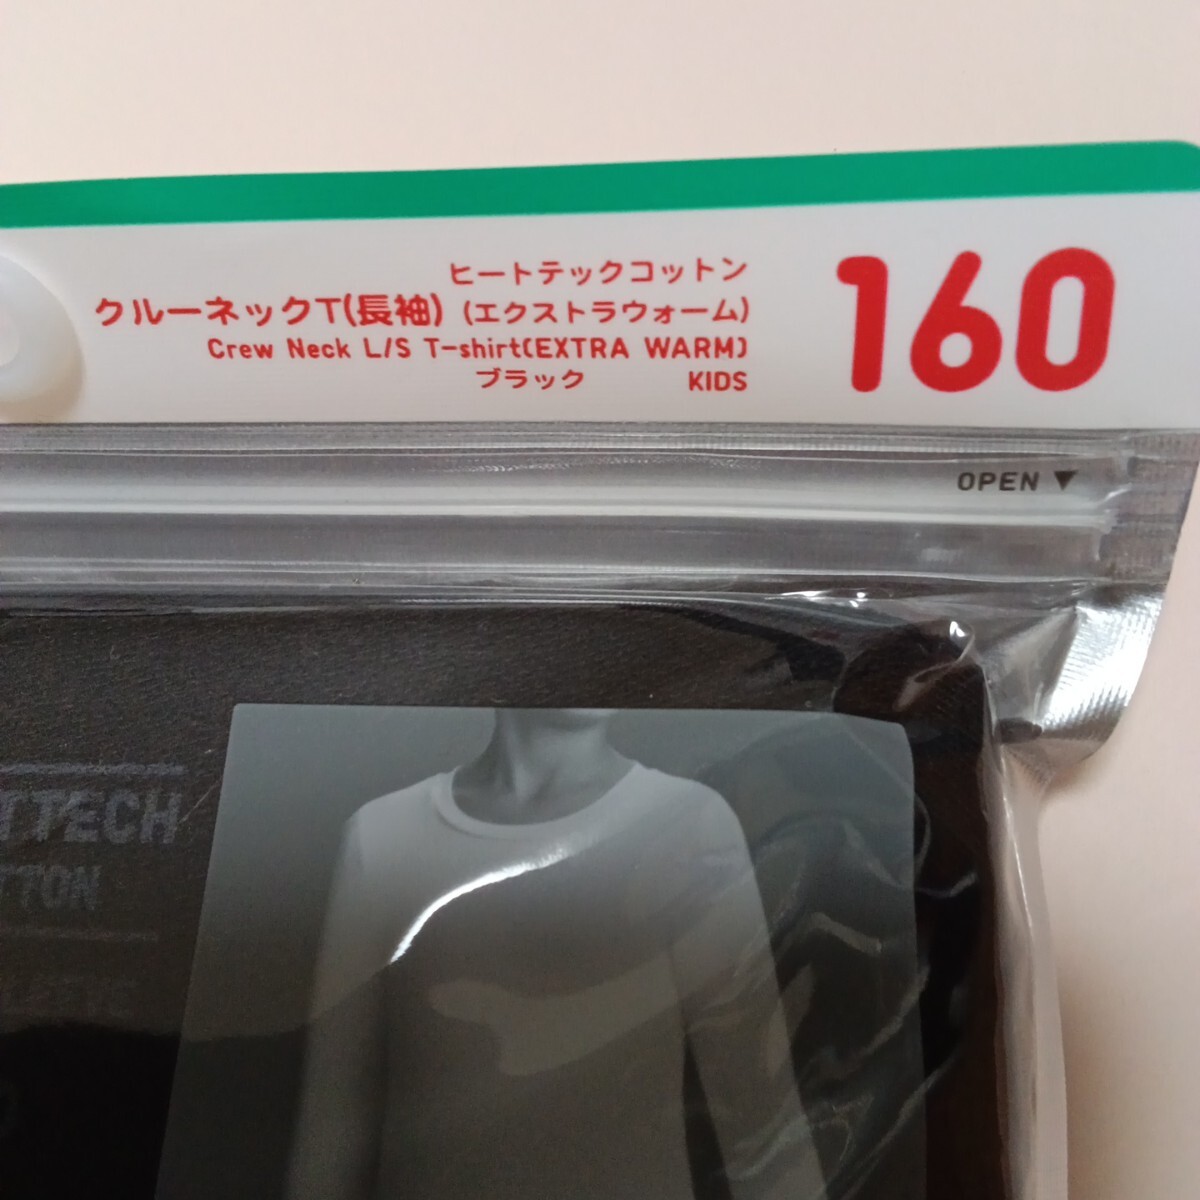 ヒートテックコットン
クルーネックT(長袖) (エクストラウォーム)
Crew Neck L/S T-shirt(EXTRA WARM)
ブラック KIDS
160
OPEN ▼
TTECH
TTON